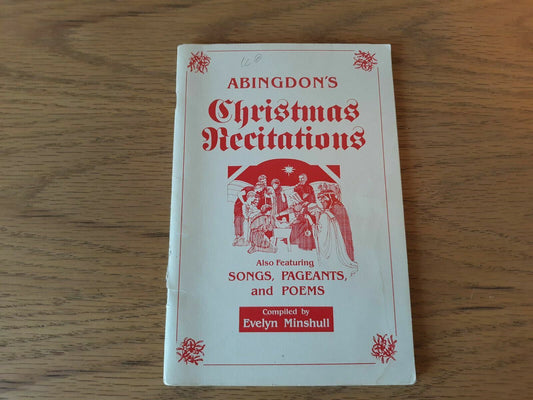 ABINGDON'S
Christmas
Recitations
Also Featuring
SONGS, PAGEANTS,
and POEMS
Compiled by
Evelyn Minshull